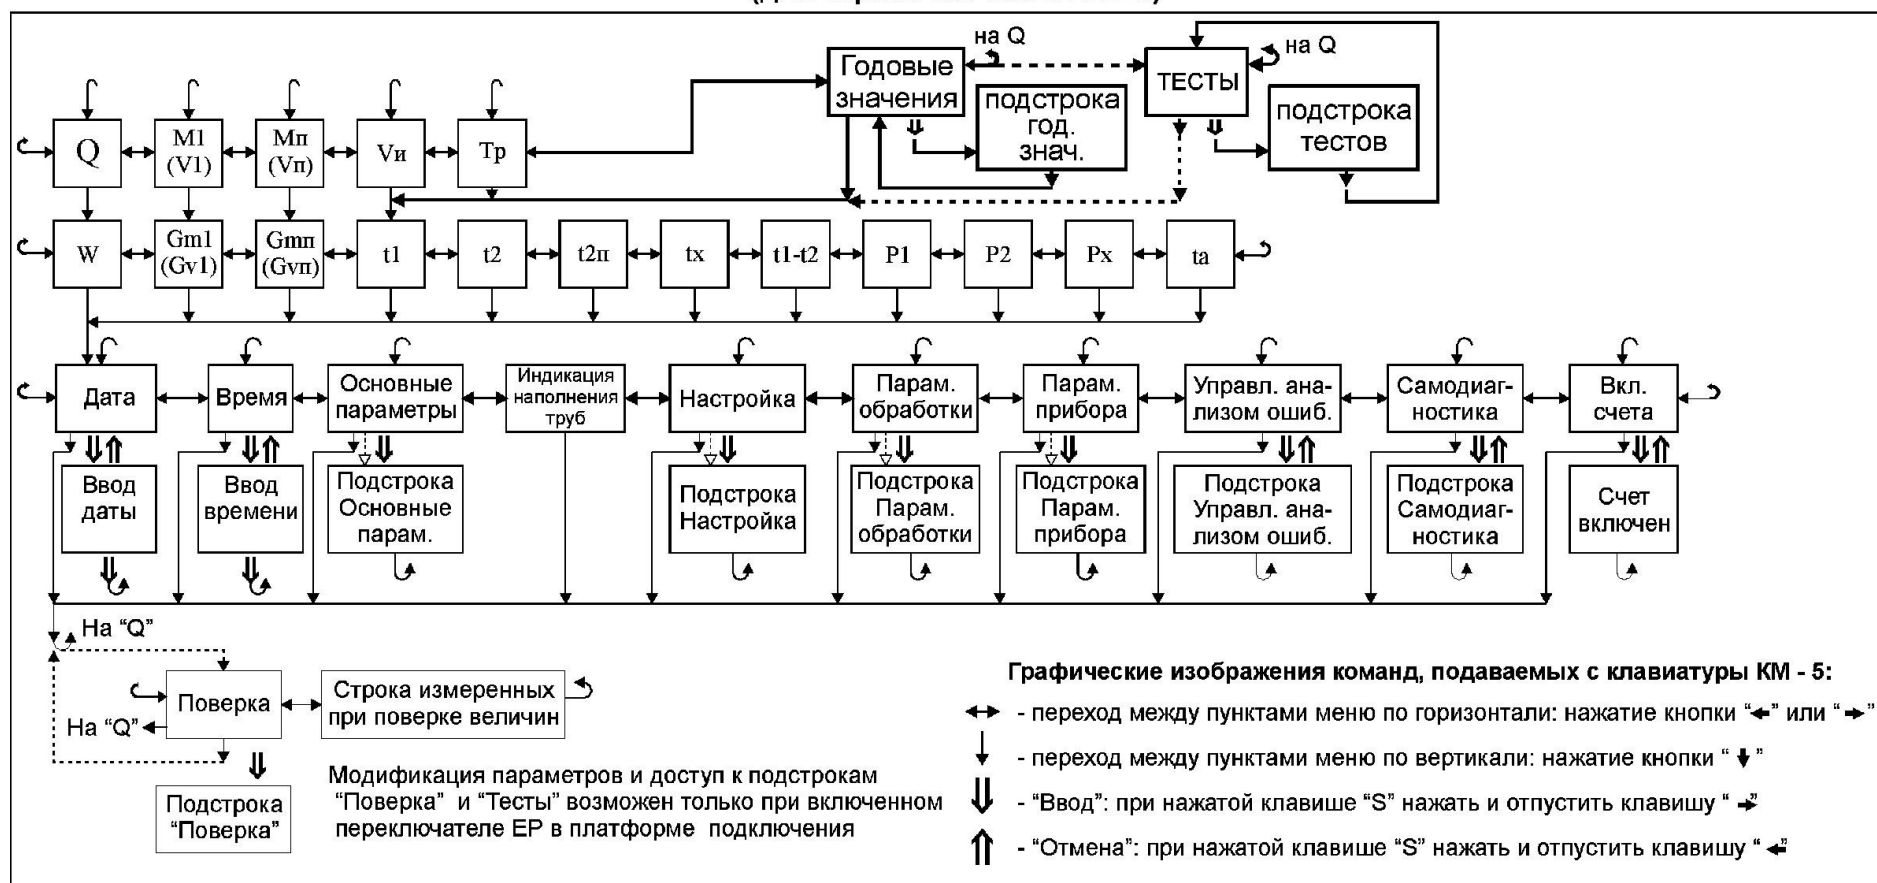 на Q
на Q
Годовые
значения
ТЕСТЫ
подстрока
год.
знач.
подстрока
тестов
Q
М1
(V1)
Мп
(Vп)
Vи
Тр
W
Gm1
(Gv1)
Gmп
(Gvп)
t1
t2
t2п
tx
t1-t2
P1
P2
Px
ta
Дата
Время
Основные
параметры
Индикация
наполнения
труб
Настройка
Парам.
обработки
Парам.
прибора
Управл. ана-
лизом ошиб.
Самодиаг-
ностика
Вкл.
счета
Ввод
даты
Ввод
времени
Подстрока
Основные
парам.
Подстрока
Настройка
Подстрока
Парам.
обработки
Подстрока
Парам.
прибора
Подстрока
Управл. ана-
лизом ошиб.
Подстрока
Самодиаг-
ностика
Счет
включен
На “Q”
Поверка
Строка измеренных
при поверке величин
На “Q”
Подстрока
“Поверка”
Модификация параметров и доступ к подстрокам
“Поверка” и “Тесты” возможен только при включенном
переключателе ЕР в платформе подключения
Графические изображения команд, подаваемых с клавиатуры КМ - 5:
- переход между пунктами меню по горизонтали: нажатие кнопки “←” или “→”
- переход между пунктами меню по вертикали: нажатие кнопки “ ↓”
- “Ввод”: при нажатой клавише “S” нажать и отпустить клавишу “ →”
- “Отмена”: при нажатой клавише “S” нажать и отпустить клавишу “ ←”